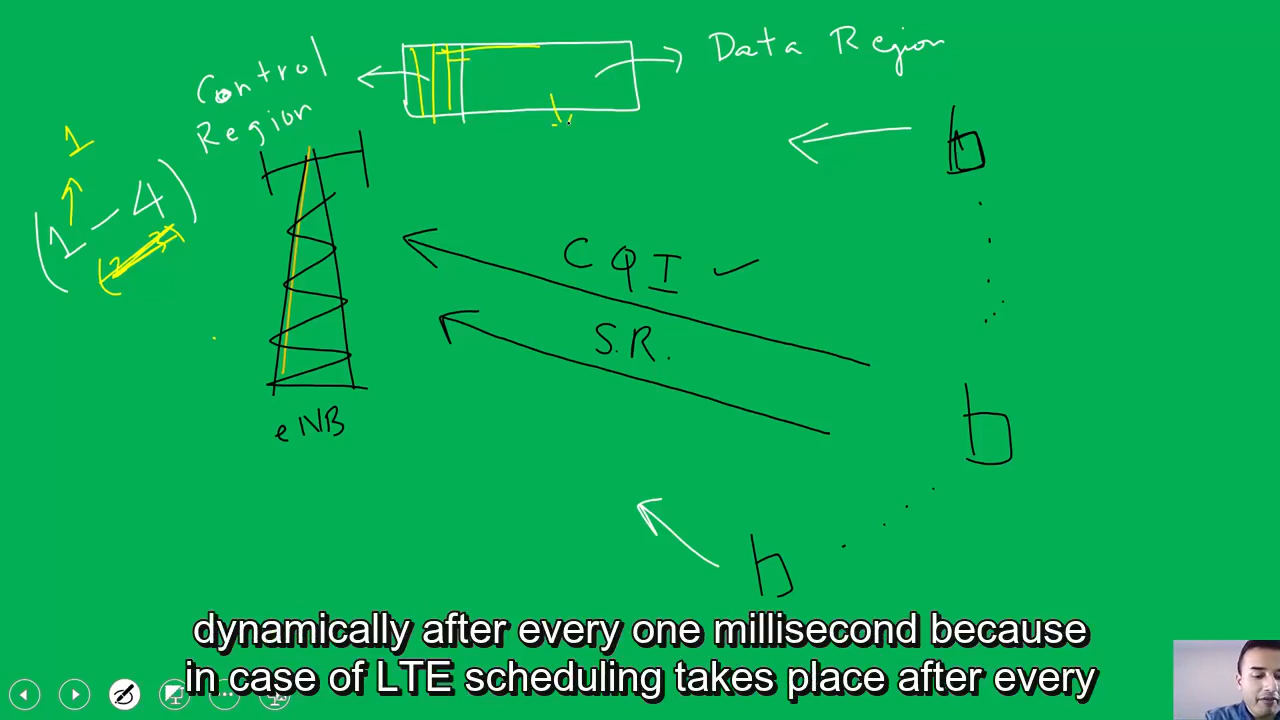 Control
Region
Data Region
1
(1-4)
CQI
S.R.
eNB
dynamically after every one millisecond because
in case of LTE scheduling takes place after every